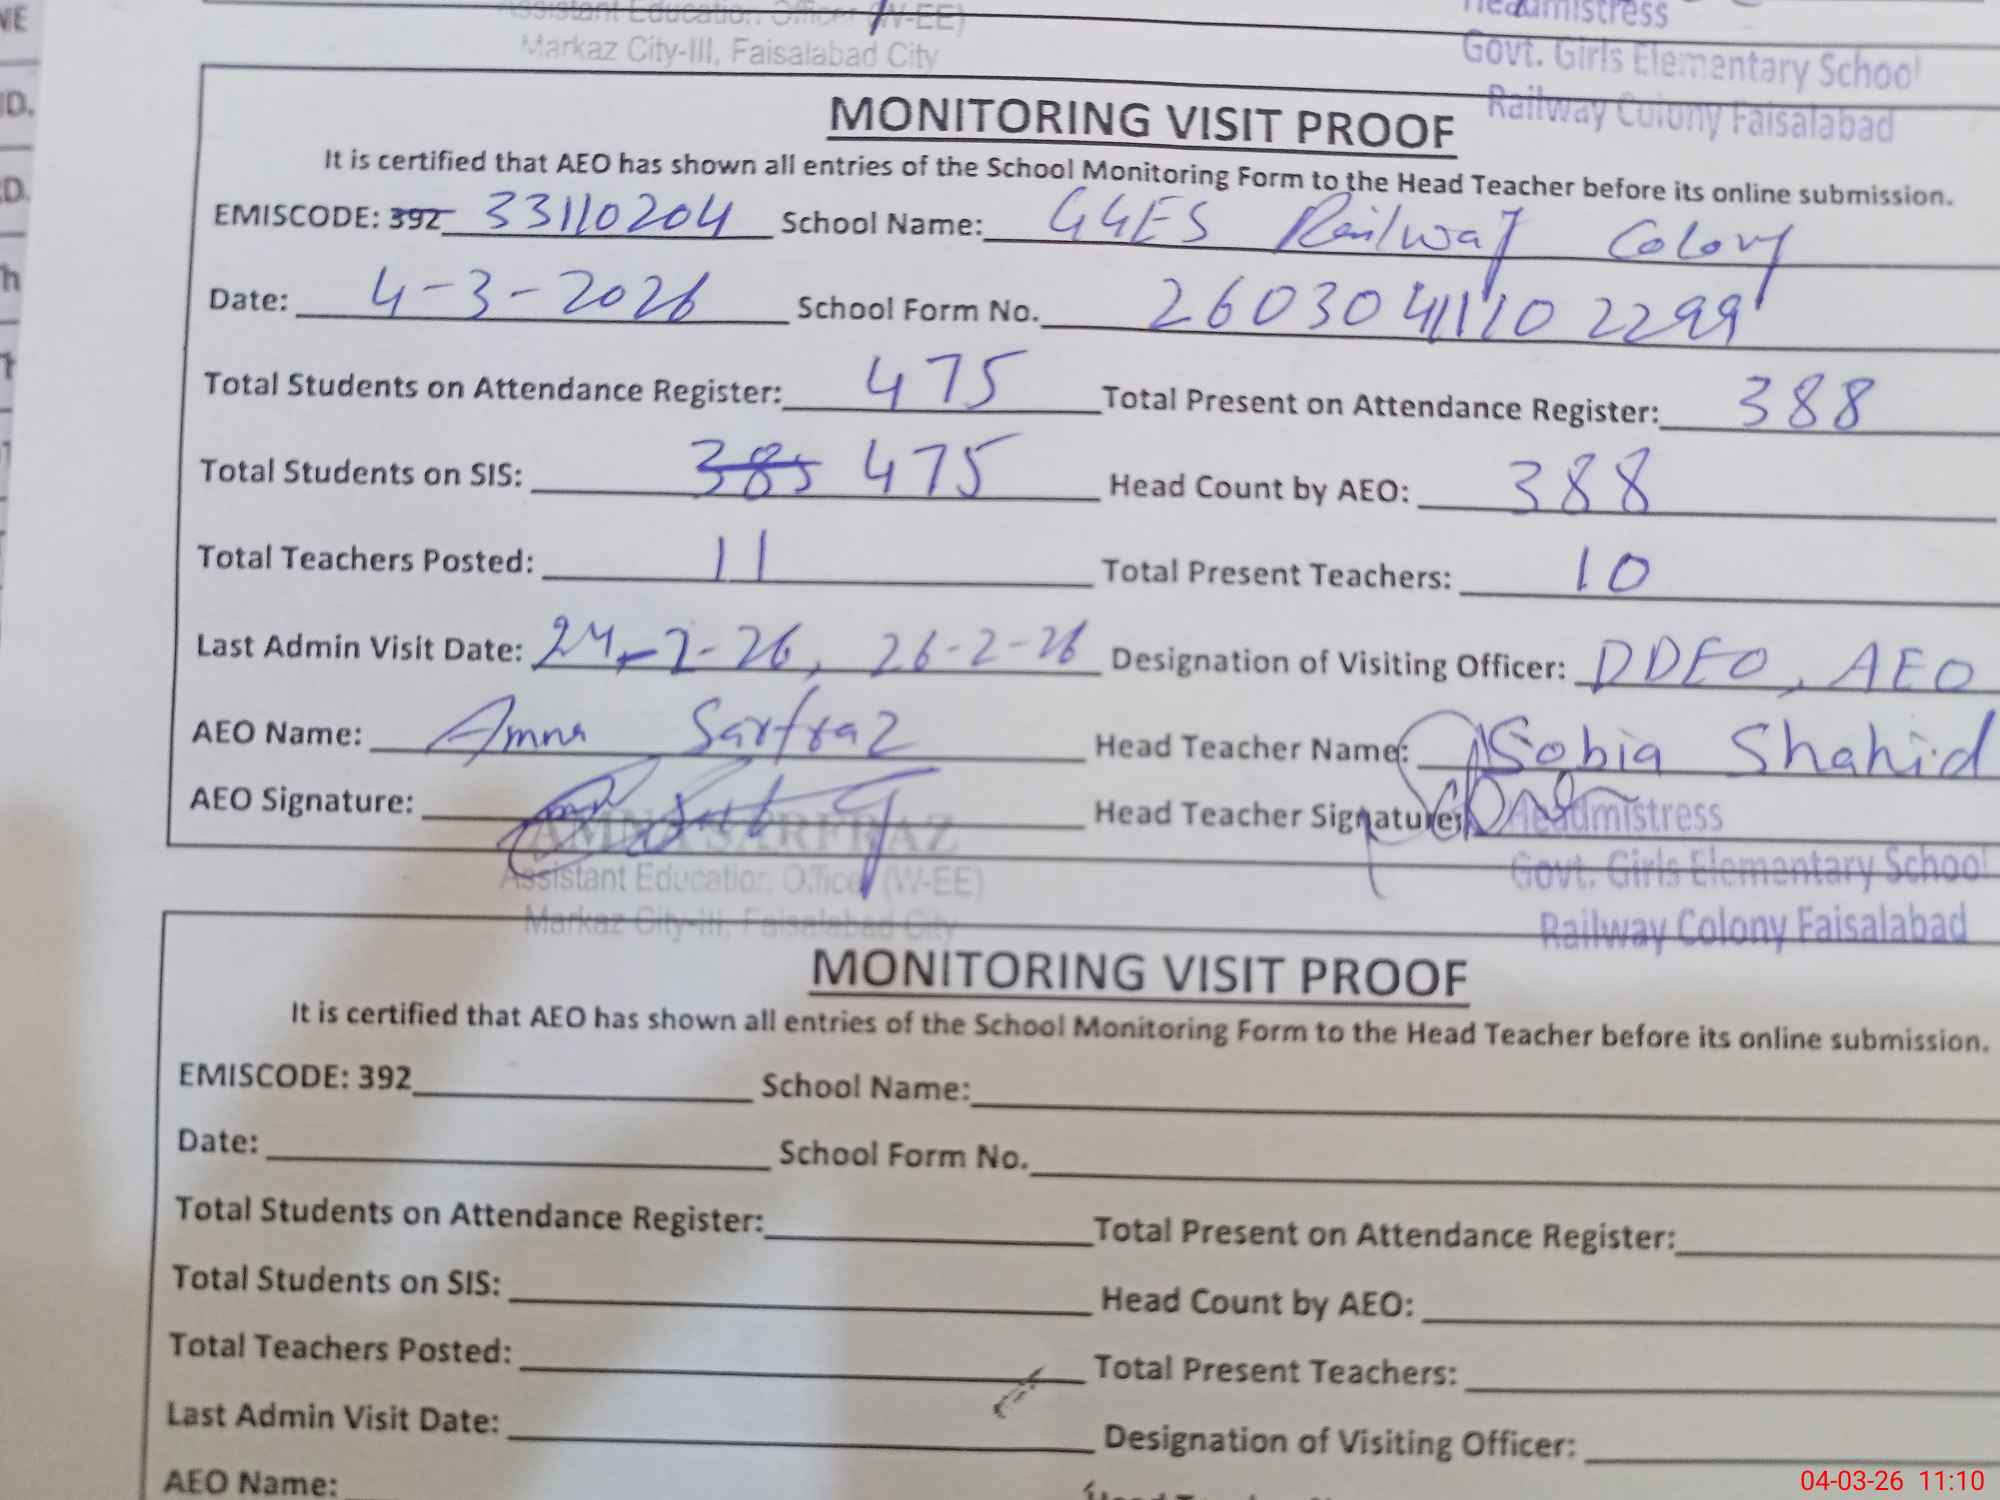 NE
Assistant Education Officer (W-EE)
Headmistress
Markaz City-III, Faisalabad City
Govt. Girls Elementary School
Railway Colony Faisalabad
MONITORING VISIT PROOF
It is certified that AEO has shown all entries of the School Monitoring Form to the Head Teacher before its online submission.
EMISCODE: 392 33110204 School Name: GGES Railway Colony
Date: 4-3-2026 School Form No. 2603041110 2299
Total Students on Attendance Register: 475 Total Present on Attendance Register: 388
Total Students on SIS: 385 475 Head Count by AEO: 388
Total Teachers Posted: 11 Total Present Teachers: 10
Last Admin Visit Date: 24-2-26, 26-2-26 Designation of Visiting Officer: DDEO, AEO
AEO Name: Amna Sarfraz Head Teacher Name: Sobia Shahid
AEO Signature: Head Teacher Signature:
AMNA SARFRAZ
Assistant Education Officer (W-EE)
Markaz City-III, Faisalabad City
Headmistress
Govt. Girls Elementary School
Railway Colony Faisalabad
MONITORING VISIT PROOF
It is certified that AEO has shown all entries of the School Monitoring Form to the Head Teacher before its online submission.
EMISCODE: 392 School Name:
Date: School Form No.
Total Students on Attendance Register: Total Present on Attendance Register:
Total Students on SIS: Head Count by AEO:
Total Teachers Posted: Total Present Teachers:
Last Admin Visit Date: Designation of Visiting Officer:
AEO Name:
04-03-26 11:10